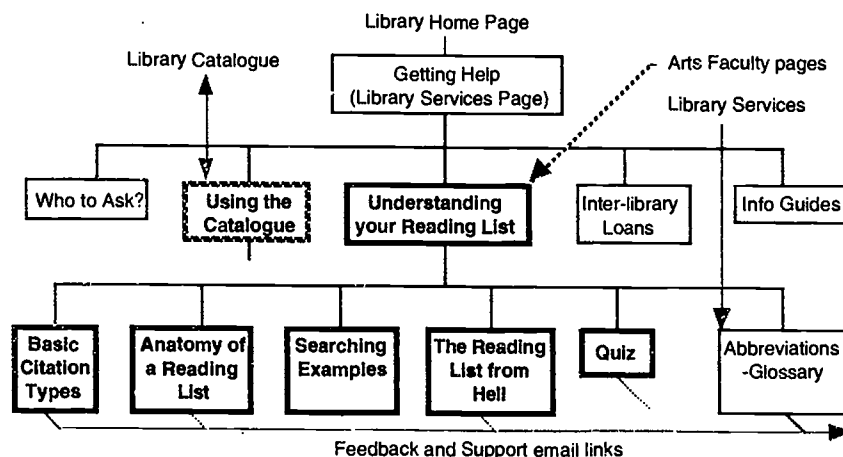 Library Home Page
Library Catalogue
Getting Help
(Library Services Page)
Arts Faculty pages
Library Services
Who to Ask?
Using the
Catalogue
Understanding
your Reading List
Inter-library
Loans
Info Guides
Basic
Citation
Types
Anatomy of
a Reading
List
Searching
Examples
The Reading
List from
Hell
Quiz
Abbreviations
-Glossary
Feedback and Support email links